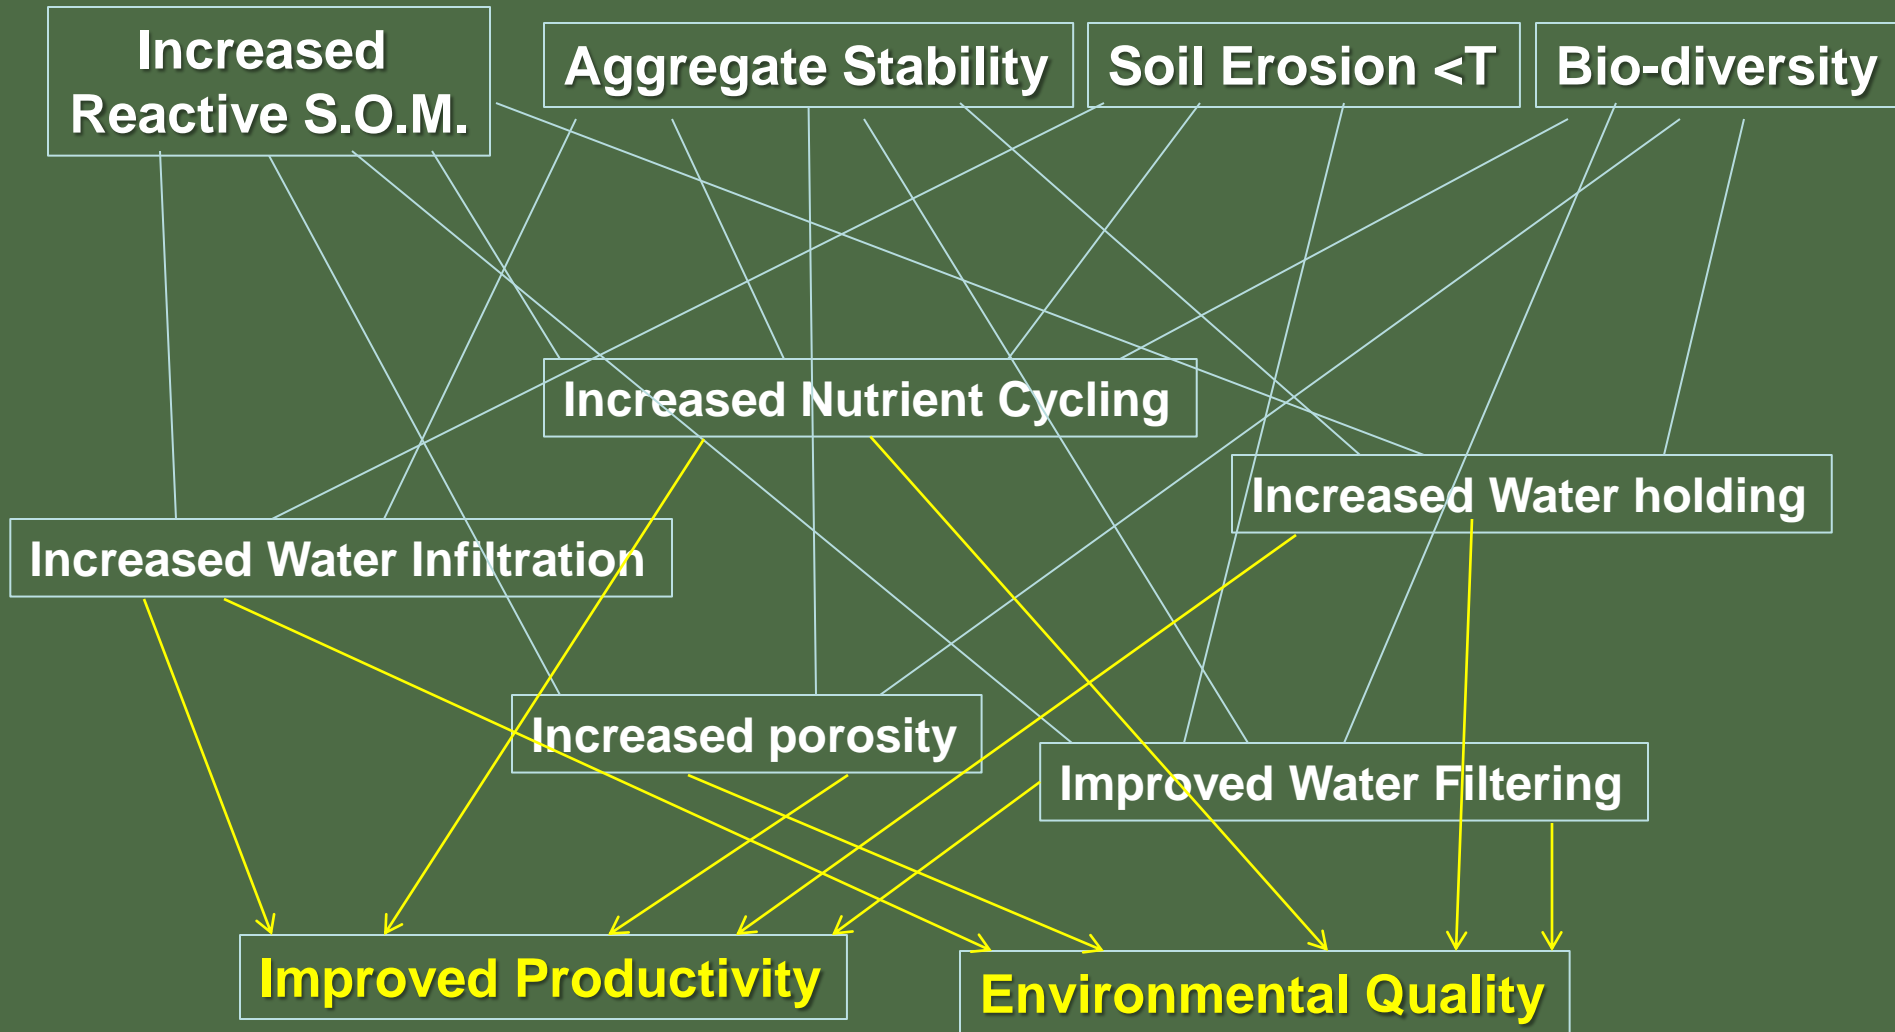 Increased
Reactive S.O.M.
Aggregate Stability
Soil Erosion <T
Bio-diversity
Increased Nutrient Cycling
Increased Water holding
Increased Water Infiltration
Increased porosity
Improved Water Filtering
Improved Productivity
Environmental Quality